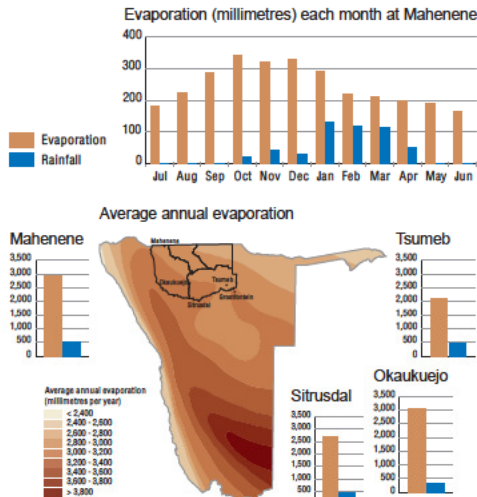 Evaporation (millimetres) each month at Mahenene
400
300
200
100
0
Jul Aug Sep Oct Nov Dec Jan Feb Mar Apr May Jun
Evaporation
Rainfall
Average annual evaporation
Mahenene
3,500
3,000
2,500
2,000
1,500
1,000
500
0
Mahenene
Okaukuejo
Tsumeb
Grootfontein
Sitrusdal
Tsumeb
3,500
3,000
2,500
2,000
1,500
1,000
500
0
Average annual evaporation
(millimetres per year)
< 2,400
2,400 - 2,600
2,600 - 2,800
2,800 - 3,000
3,000 - 3,200
3,200 - 3,400
3,400 - 3,600
3,600 - 3,800
> 3,800
Sitrusdal
3,500
3,000
2,500
2,000
1,500
1,000
500
Okaukuejo
3,500
3,000
2,500
2,000
1,500
1,000
500
0